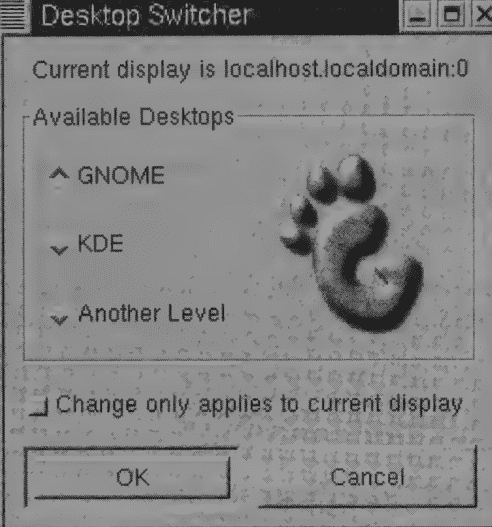 Desktop Switcher
Current display is localhost.localdomain:0
Available Desktops
GNOME
KDE
Another Level
Change only applies to current display
OK
Cancel